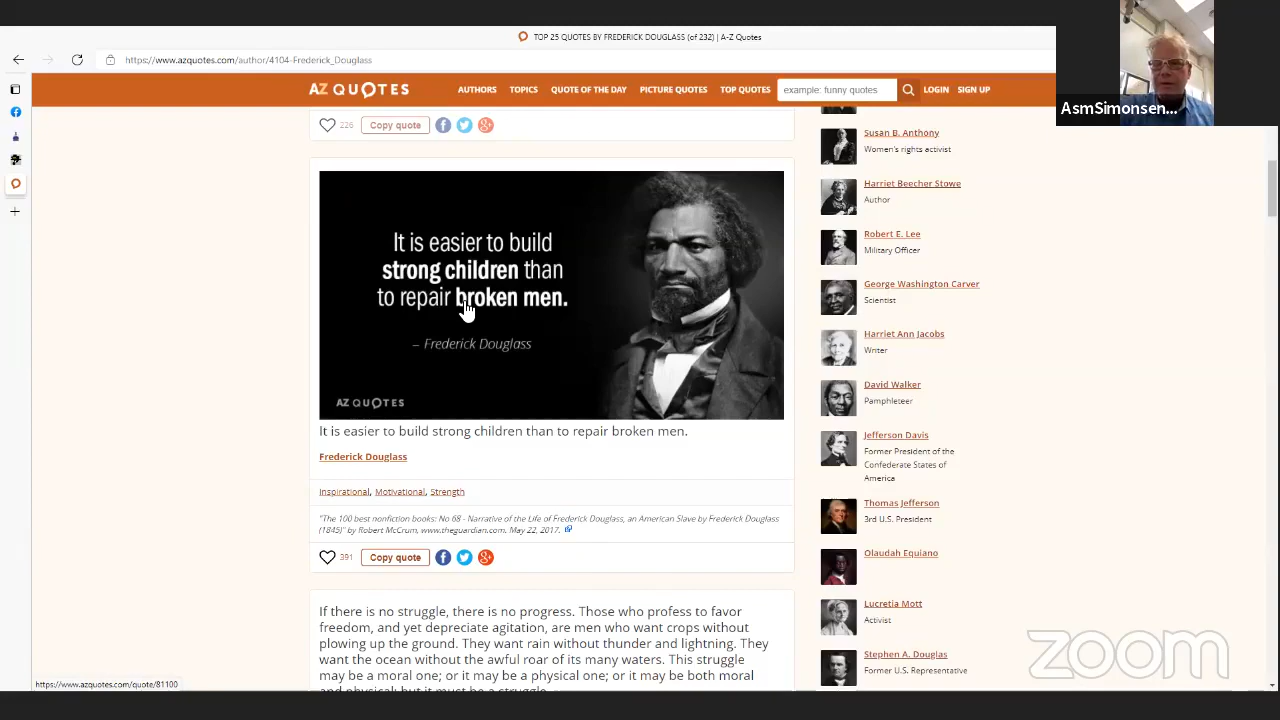 TOP 25 QUOTES BY FREDERICK DOUGLASS (of 232) | A-Z Quotes
https://www.azquotes.com/author/4104-Frederick_Douglass
AsmSimonsen...
AZ QUOTES
AUTHORS TOPICS QUOTE OF THE DAY PICTURE QUOTES TOP QUOTES example: funny quotes LOGIN SIGN UP
226 Copy quote
It is easier to build
strong children than
to repair broken men.
– Frederick Douglass
AZ QUOTES
It is easier to build strong children than to repair broken men.
Frederick Douglass
Inspirational, Motivational, Strength
"The 100 best nonfiction books: No 68 - Narrative of the Life of Frederick Douglass, an American Slave by Frederick Douglass
(1845)" by Robert McCrum, www.theguardian.com. May 22, 2017.
391 Copy quote
If there is no struggle, there is no progress. Those who profess to favor
freedom, and yet depreciate agitation, are men who want crops without
plowing up the ground. They want rain without thunder and lightning. They
want the ocean without the awful roar of its many waters. This struggle
may be a moral one; or it may be a physical one; or it may be both moral
and physical; but it must be a struggle.
Susan B. Anthony
Women's rights activist
Harriet Beecher Stowe
Author
Robert E. Lee
Military Officer
George Washington Carver
Scientist
Harriet Ann Jacobs
Writer
David Walker
Pamphleteer
Jefferson Davis
Former President of the
Confederate States of
America
Thomas Jefferson
3rd U.S. President
Olaudah Equiano
Lucretia Mott
Activist
Stephen A. Douglas
Former U.S. Representative
zoom
https://www.azquotes.com/quote/81100